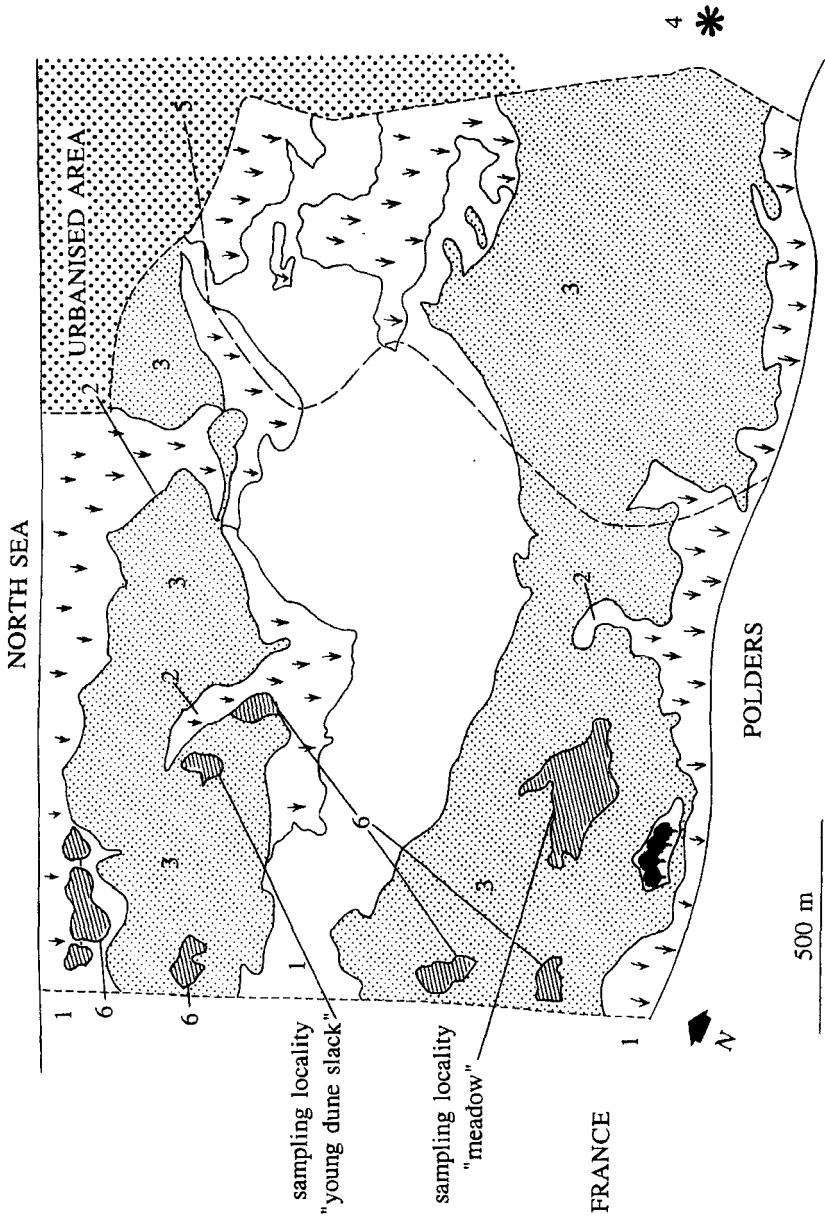 NORTH SEA
1
URBANISED AREA
2
6
3
2
3
3
5
6
1
sampling locality
"young dune slack"
6
sampling locality
"meadow"
3
3
2
FRANCE
1
4
N
POLDERS
500 m